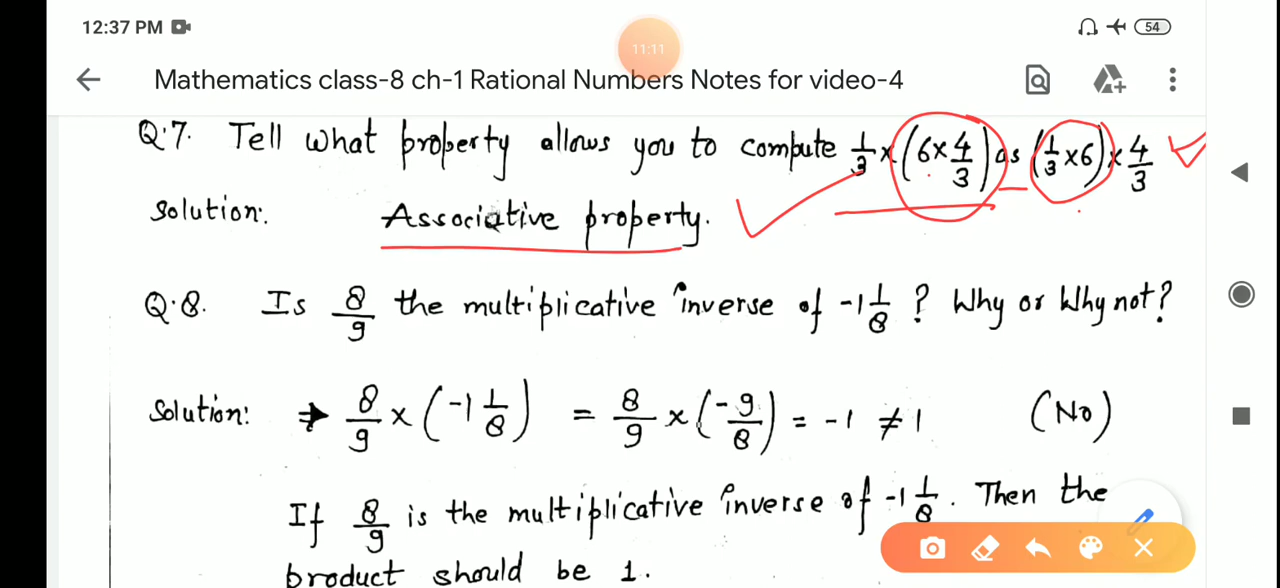 12:37 PM
11:11
54
Mathematics class-8 ch-1 Rational Numbers Notes for video-4
Q.7. Tell what property allows you to compute 1/3 × (6 × 4/3) as (1/3 × 6) × 4/3
Solution: Associative property.
Q.8. Is 8/9 the multiplicative inverse of -1 1/8 ? Why or Why not?
Solution: ⇒ 8/9 × (-1 1/8) = 8/9 × (-9/8) = -1 ≠ 1 (No)
If 8/9 is the multiplicative inverse of -1 1/8. Then the
product should be 1.